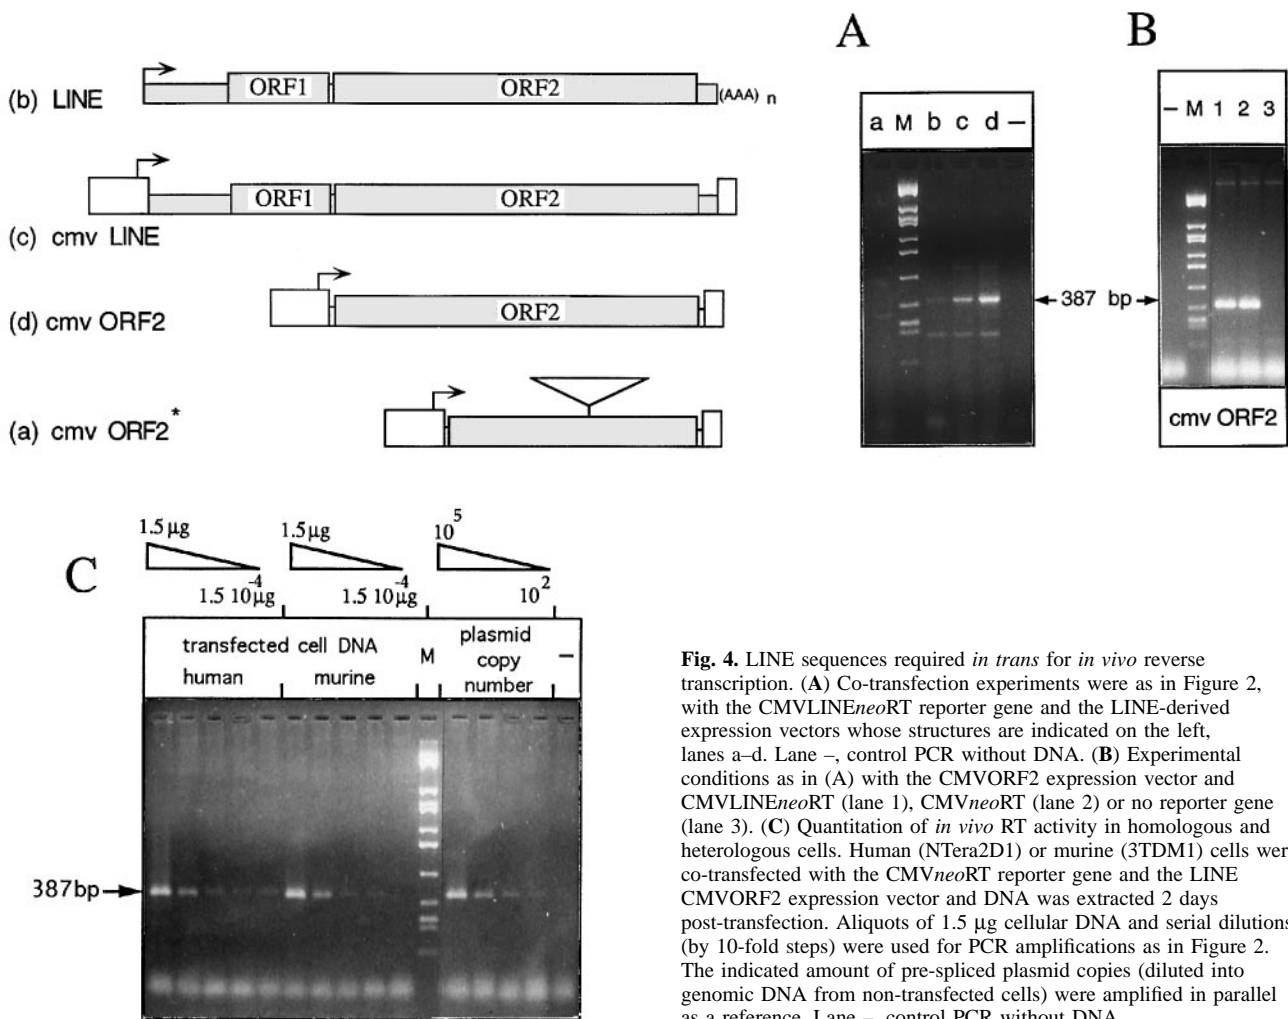 A
B
(b) LINE
ORF1
ORF2
(AAA) n
(c) cmv LINE
ORF1
ORF2
(d) cmv ORF2
ORF2
(a) cmv ORF2*
a M b c d –
– M 1 2 3
387 bp
cmv ORF2
C
1.5 µg
1.5 10-4 µg
1.5 µg
1.5 10-4 µg
10^5
10^2
transfected cell DNA
human
murine
M
plasmid
copy
number
–
387bp
Fig. 4. LINE sequences required in trans for in vivo reverse
transcription. (A) Co-transfection experiments were as in Figure 2,
with the CMVLINEneoRT reporter gene and the LINE-derived
expression vectors whose structures are indicated on the left,
lanes a–d. Lane –, control PCR without DNA. (B) Experimental
conditions as in (A) with the CMVORF2 expression vector and
CMVLINEneoRT (lane 1), CMVneoRT (lane 2) or no reporter gene
(lane 3). (C) Quantitation of in vivo RT activity in homologous and
heterologous cells. Human (NTera2D1) or murine (3TDM1) cells wer
co-transfected with the CMVneoRT reporter gene and the LINE
CMVORF2 expression vector and DNA was extracted 2 days
post-transfection. Aliquots of 1.5 µg cellular DNA and serial dilutions
(by 10-fold steps) were used for PCR amplifications as in Figure 2.
The indicated amount of pre-spliced plasmid copies (diluted into
genomic DNA from non-transfected cells) were amplified in parallel
as a reference. Lane –, control PCR without DNA.